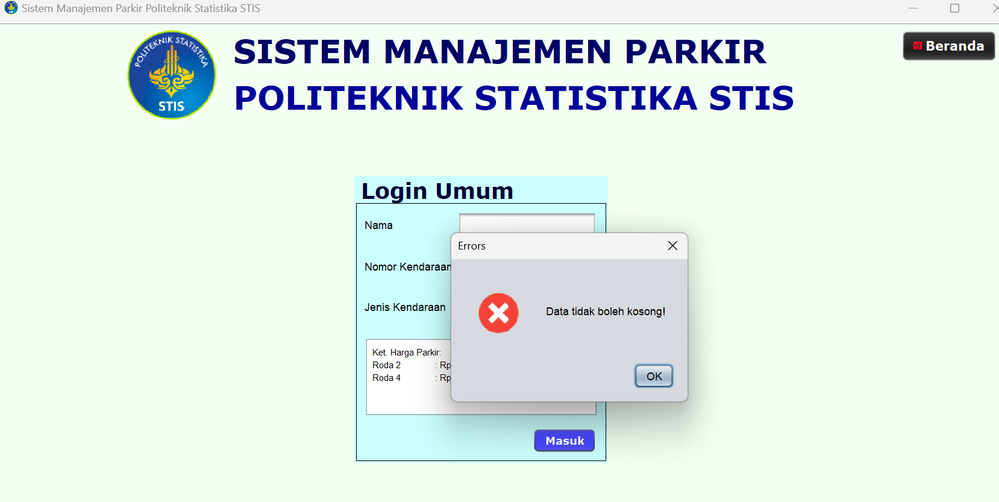 Sistem Manajemen Parkir Politeknik Statistika STIS
POLITEKNIK STATISTIKA
STIS
SISTEM MANAJEMEN PARKIR
POLITEKNIK STATISTIKA STIS
Beranda
Login Umum
Nama
Nomor Kendaraan
Jenis Kendaraan
Ket. Harga Parkir:
Roda 2 : Rp
Roda 4 : Rp
Errors
Data tidak boleh kosong!
OK
Masuk